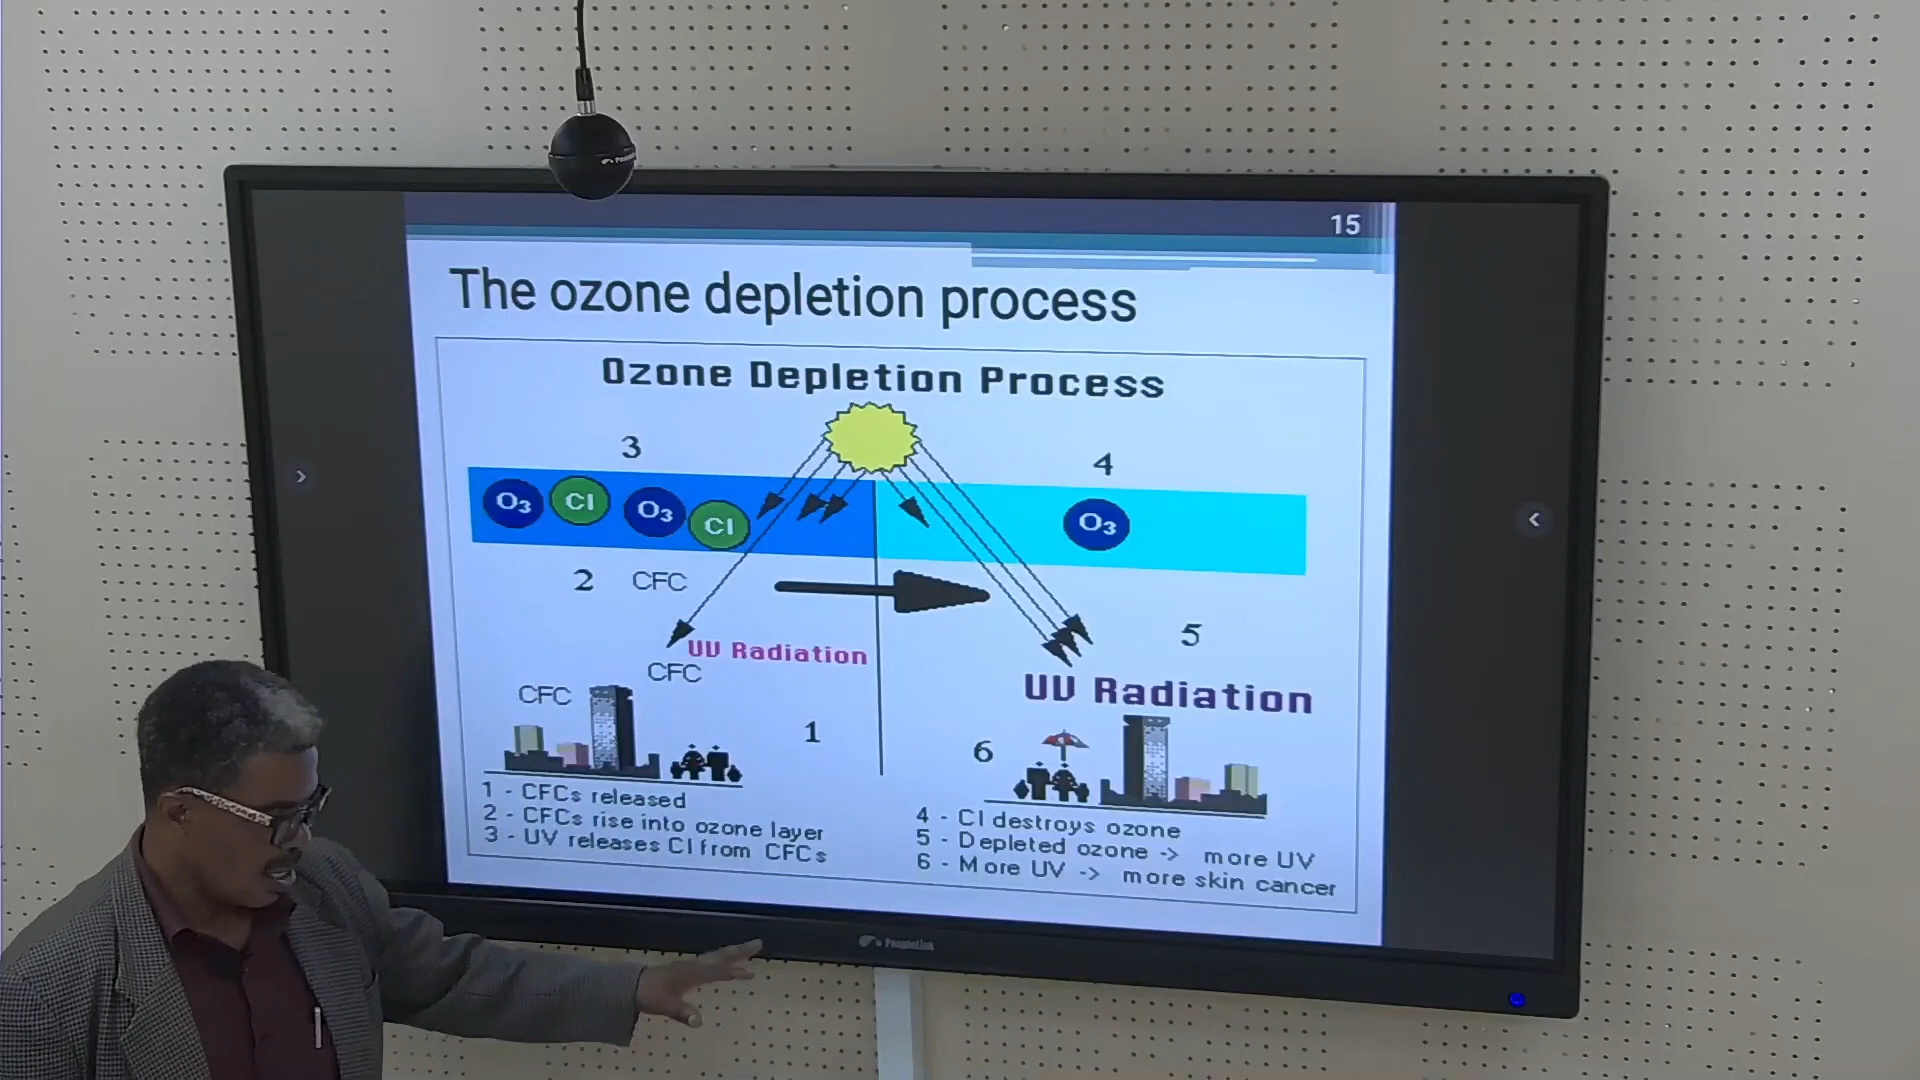 15
The ozone depletion process
Ozone Depletion Process
3
4
O3 Cl O3 Cl
O3
2 CFC
UV Radiation
5
CFC
CFC
UV Radiation
1
6
1 - CFCs released
2 - CFCs rise into ozone layer
3 - UV releases Cl from CFCs
4 - Cl destroys ozone
5 - Depleted ozone -> more UV
6 - More UV -> more skin cancer
PeopleLink